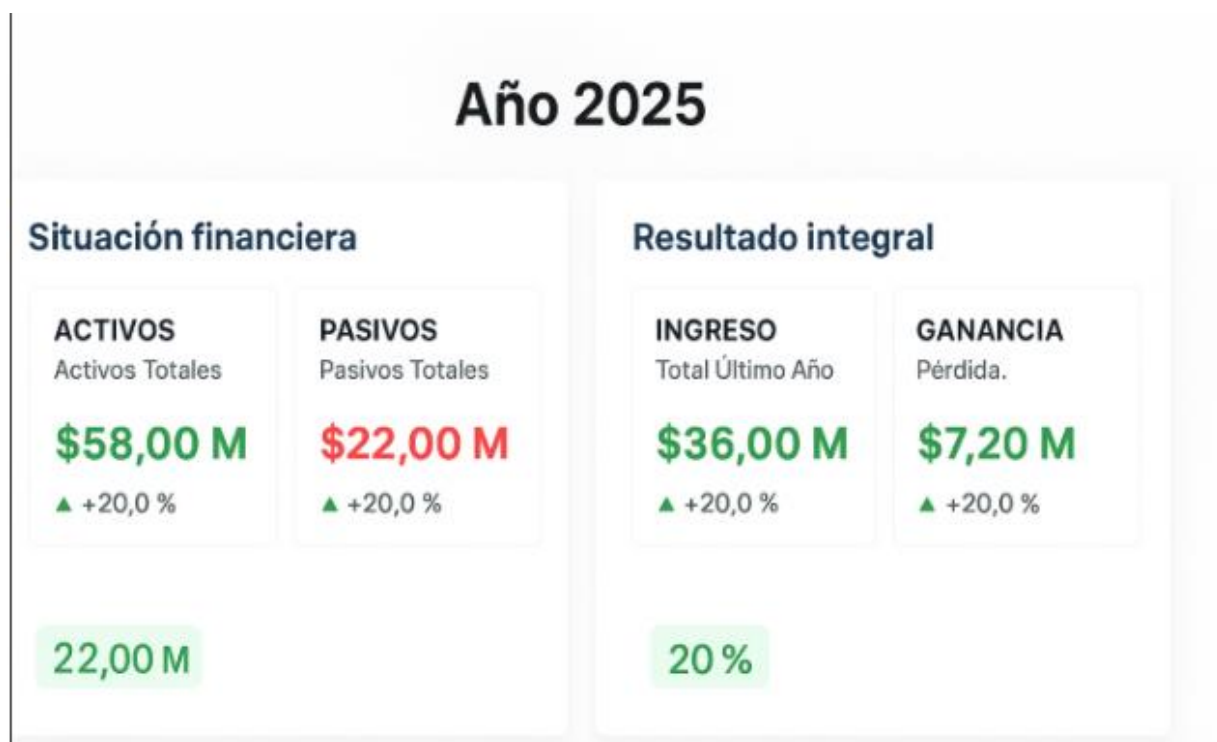 Año 2025
Situación financiera
ACTIVOS
Activos Totales
$58,00 M
▲ +20,0 %
PASIVOS
Pasivos Totales
$22,00 M
▲ +20,0 %
22,00 M
Resultado integral
INGRESO
Total Último Año
$36,00 M
▲ +20,0 %
GANANCIA
Pérdida.
$7,20 M
▲ +20,0 %
20 %